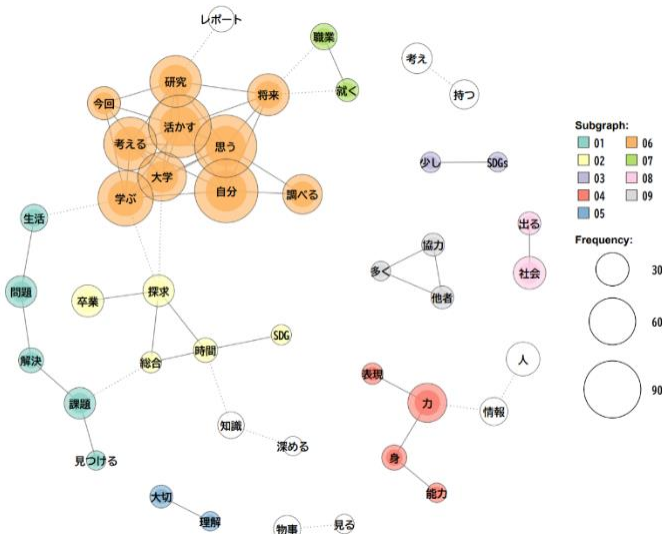 レポート
職業
考え
研究
就く
将来
持つ
今回
活かす
考える
思う
少し
SDGs
大学
自分
調べる
学ぶ
生活
出る
協力
多く
社会
他者
問題
卒業
探求
解決
総合
時間
SDG
人
表現
力
情報
課題
知識
深める
見つける
身
能力
大切
理解
物事
見る
Subgraph:
01
06
02
07
03
08
04
09
05
Frequency:
30
60
90